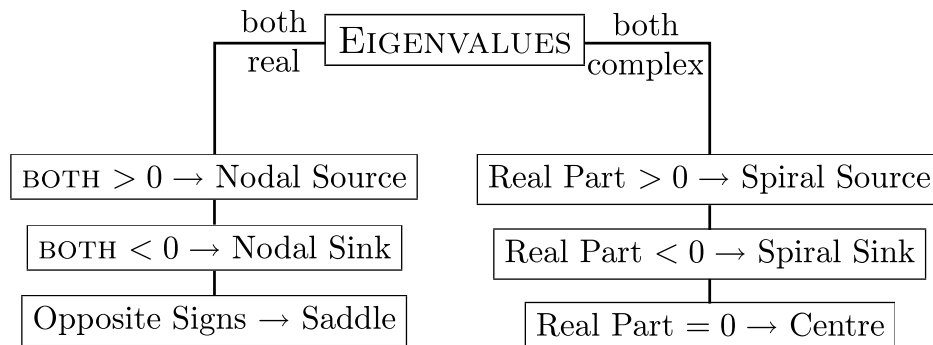 EIGENVALUES
both
real
BOTH > 0 → Nodal Source
BOTH < 0 → Nodal Sink
Opposite Signs → Saddle
both
complex
Real Part > 0 → Spiral Source
Real Part < 0 → Spiral Sink
Real Part = 0 → Centre